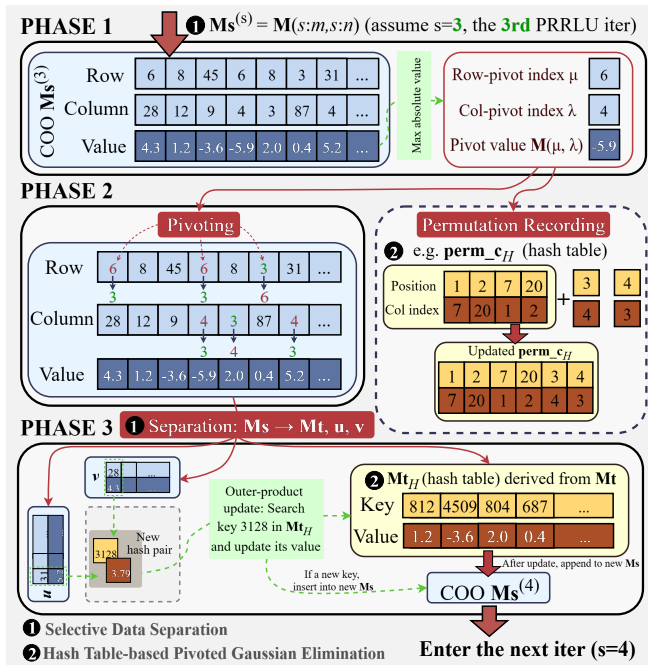 PHASE 1
❶ Ms(s) = M(s:m,s:n) (assume s=3, the 3rd PRRLU iter)
COO Ms(3)
Row 6 8 45 6 8 3 31 ...
Column 28 12 9 4 3 87 4 ...
Value 4.3 1.2 -3.6 -5.9 2.0 0.4 5.2 ...
Max absolute value
Row-pivot index μ 6
Col-pivot index λ 4
Pivot value M(μ, λ) -5.9
PHASE 2
Pivoting
Row 6 8 45 6 8 3 31 ...
3 3 6
Column 28 12 9 4 3 87 4 ...
3 4 3
Value 4.3 1.2 -3.6 -5.9 2.0 0.4 5.2 ...
Permutation Recording
❷ e.g. perm_cH (hash table)
Position 1 2 7 20
Col index 7 20 1 2
+
3 4
4 3
Updated perm_cH
1 2 7 20 3 4
7 20 1 2 4 3
PHASE 3
❶ Separation: Ms → Mt, u, v
v
28 ... ...
4.3 ... ...
u
3
New
hash pair
3128
3.79
Outer-product
update: Search
key 3128 in MtH
and update its value
If a new key,
insert into new Ms
❷ MtH (hash table) derived from Mt
Key 812 4509 804 687 ...
Value 1.2 -3.6 2.0 0.4 ...
After update, append to new Ms
COO Ms(4)
Enter the next iter (s=4)
❶ Selective Data Separation
❷ Hash Table-based Pivoted Gaussian Elimination